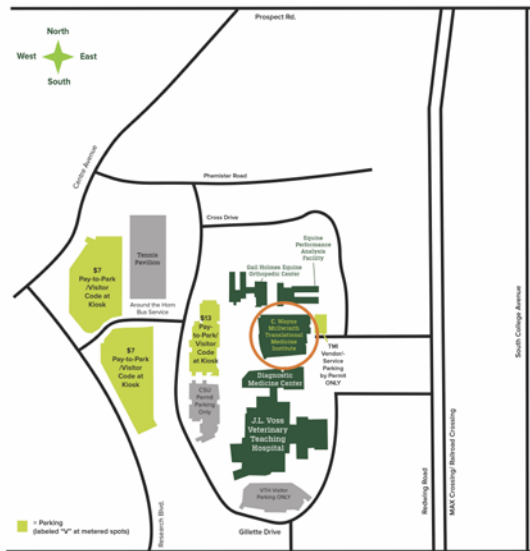 Prospect Rd.
North
West
East
South
Centre Avenue
Phemister Road
Cross Drive
Equine
Performance
Analysis
Facility
Gail Holmes Equine
Orthopedic Center
Tennis
Pavilion
$7
Pay-to-Park
/Visitor
Code at
Kiosk
Around the Horn
Bus Service
$13
Pay-
to-Park/
Visitor
Code
at Kiosk
C. Wayne
McIlwraith
Translational
Medicine
Institute
TMI
Vendor/-
Service
Parking
by Permit
ONLY
$7
Pay-to-Park
/Visitor
Code at
Kiosk
CSU
Permit
Parking
Only
Diagnostic
Medicine Center
J.L. Voss
Veterinary
Teaching
Hospital
VTH Visitor
Parking ONLY
Gillette Drive
Research Blvd.
Redwing Road
MAX Crossing/ Railroad Crossing
South College Avenue
= Parking
(labeled "V" at metered spots)